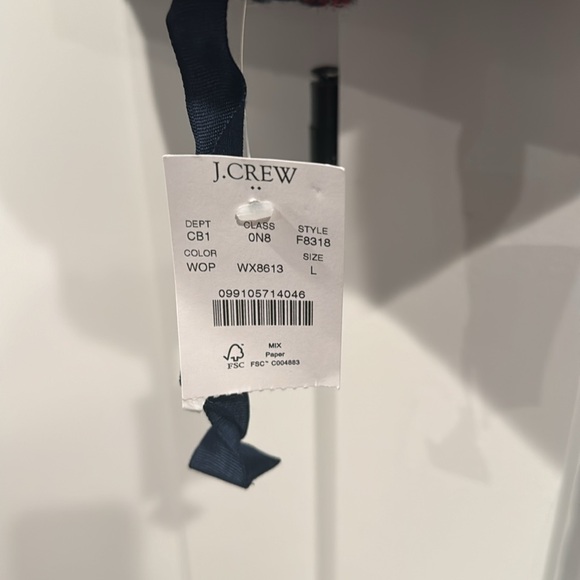 J.CREW
DEPT CLASS STYLE
CB1 0N8 F8318
COLOR SIZE
WOP WX8613 L
099105714046
MIX
Paper
FSC FSC™ C004883